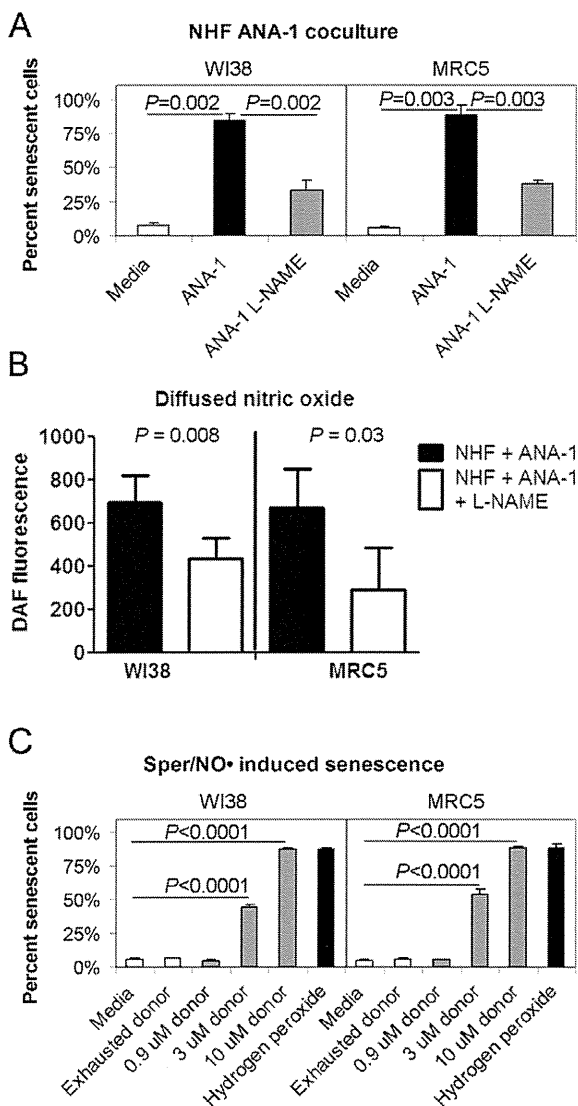 A
NHF ANA-1 coculture
WI38 MRC5
Percent senescent cells
100%
75%
50%
25%
0%
P=0.002 P=0.002
P=0.003 P=0.003
Media
ANA-1
ANA-1 L-NAME
Media
ANA-1
ANA-1 L-NAME
B
Diffused nitric oxide
DAF fluorescence
1000
800
600
400
200
0
P = 0.008 P = 0.03
NHF + ANA-1
NHF + ANA-1
+ L-NAME
WI38 MRC5
C
Sper/NO• induced senescence
WI38 MRC5
Percent senescent cells
100%
75%
50%
25%
0%
P<0.0001
P<0.0001
P<0.0001
P<0.0001
Media
Exhausted donor
0.9 uM donor
3 uM donor
10 uM donor
Hydrogen peroxide
Media
Exhausted donor
0.9 uM donor
3 uM donor
10 uM donor
Hydrogen peroxide